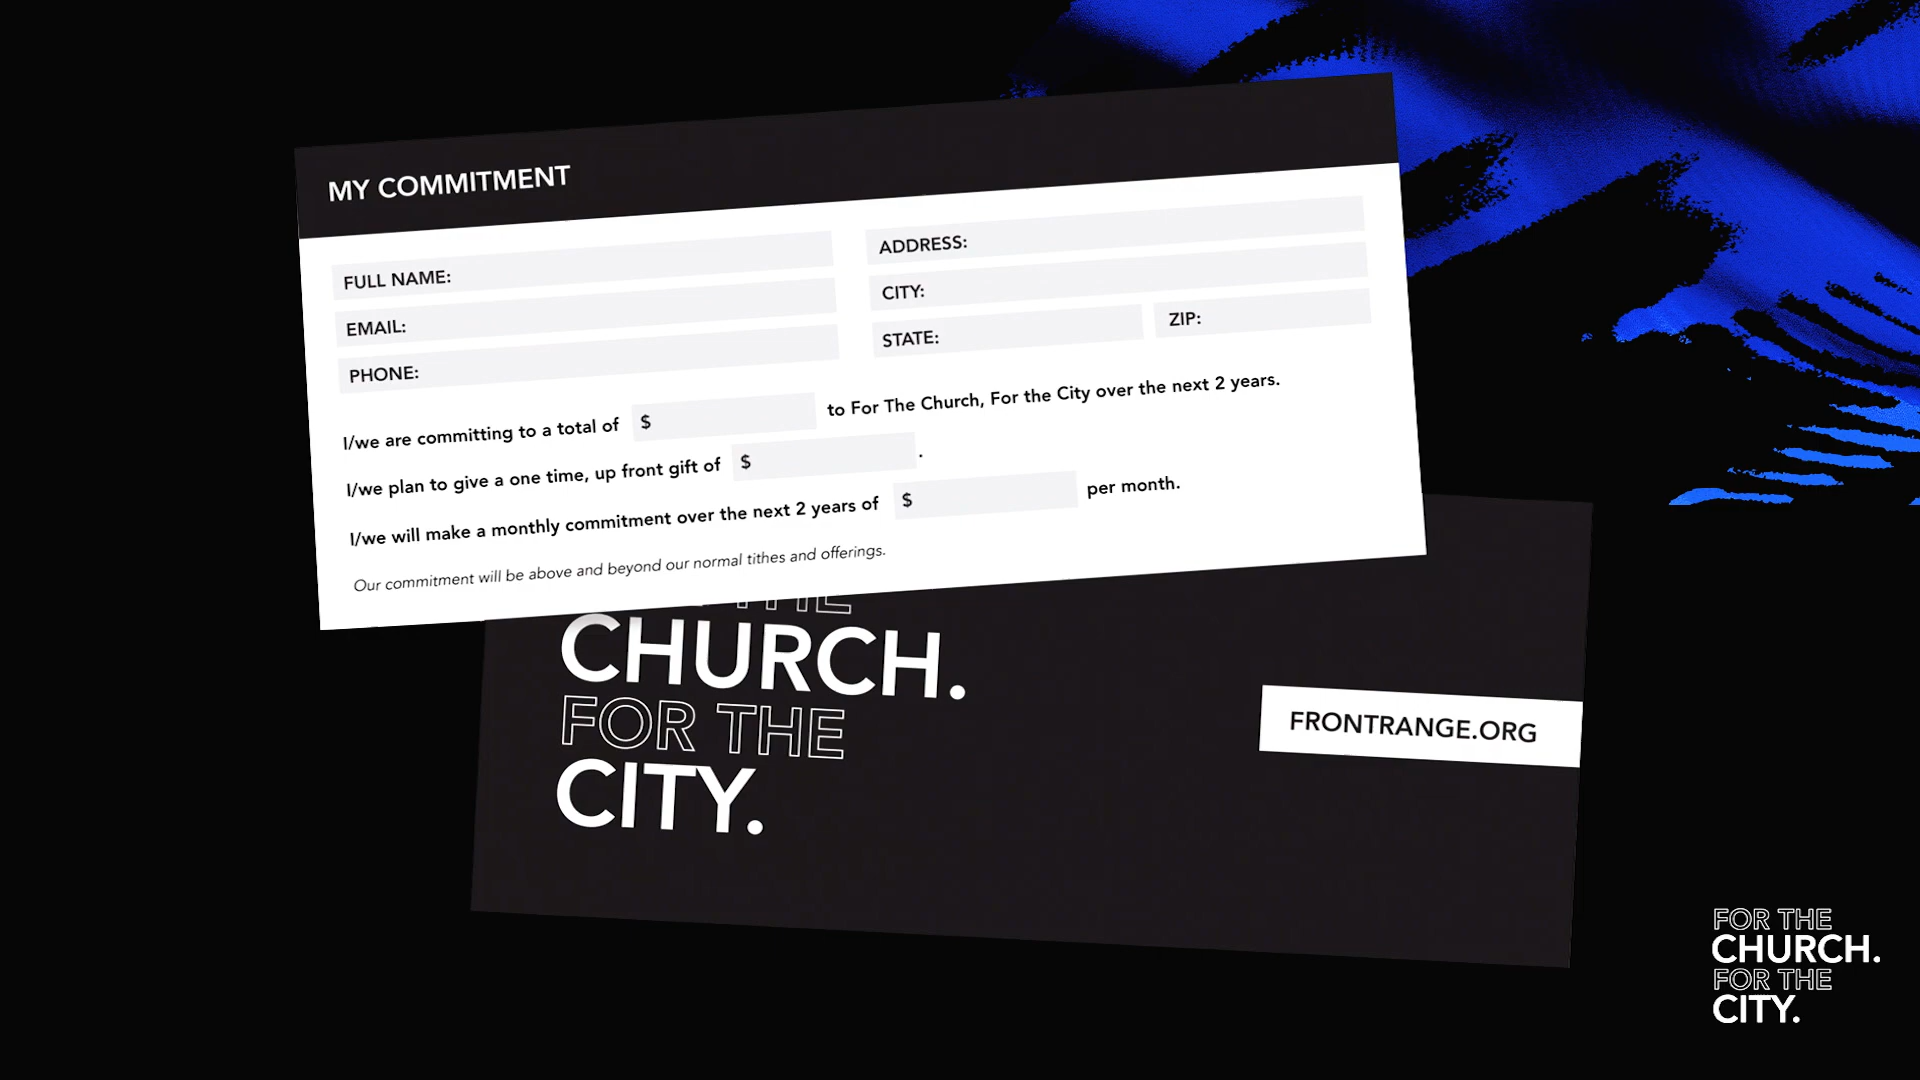 MY COMMITMENT
FULL NAME:
EMAIL:
PHONE:
ADDRESS:
CITY:
STATE:
ZIP:
I/we are committing to a total of $ to For The Church, For the City over the next 2 years.
I/we plan to give a one time, up front gift of $ .
I/we will make a monthly commitment over the next 2 years of $ per month.
Our commitment will be above and beyond our normal tithes and offerings.
THE
CHURCH.
FOR THE
CITY.
FRONTRANGE.ORG
FOR THE
CHURCH.
FOR THE
CITY.